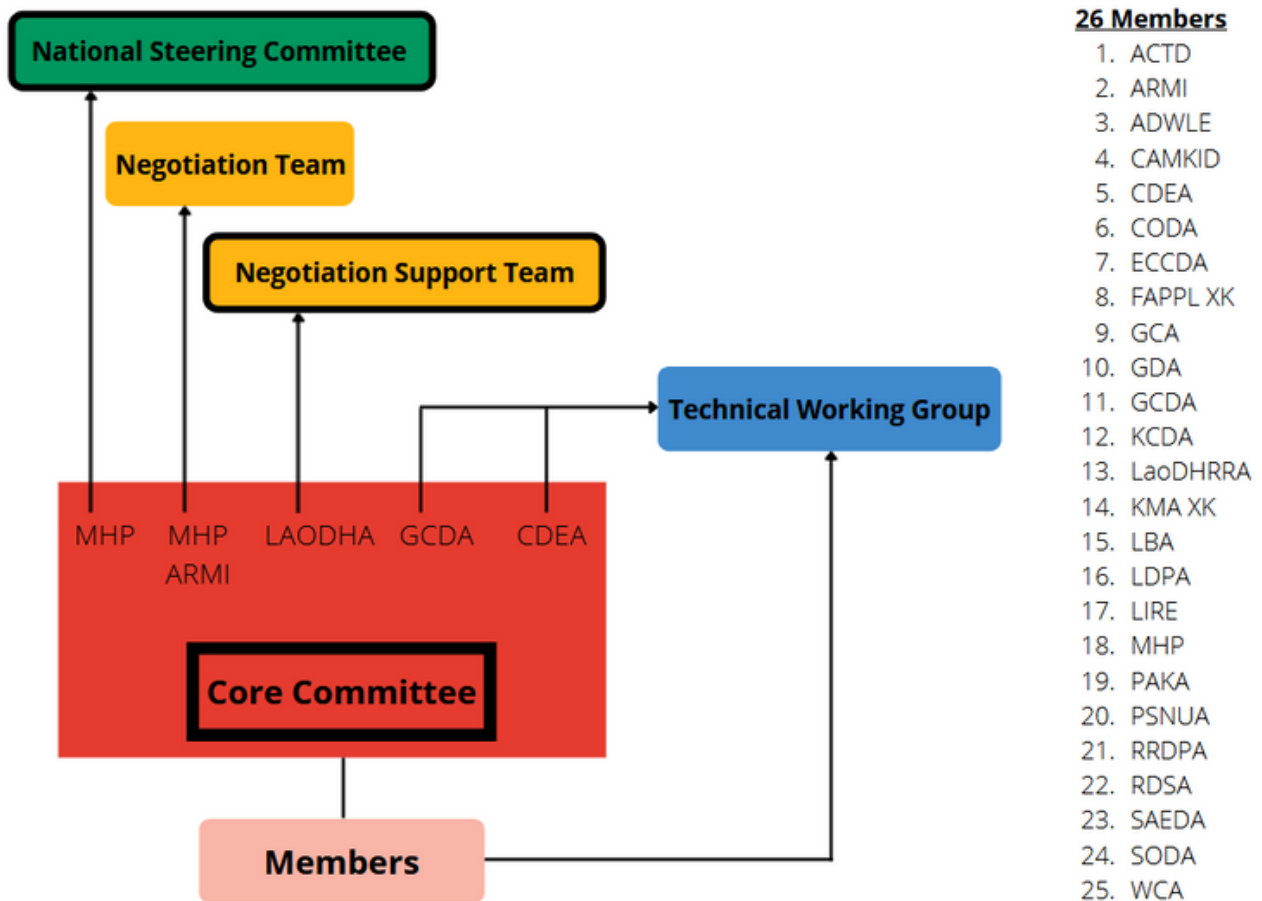 National Steering Committee
Negotiation Team
Negotiation Support Team
Technical Working Group
MHP
MHP
ARMI
LAODHA
GCDA
CDEA
Core Committee
Members
26 Members
1. ACTD
2. ARMI
3. ADWLE
4. CAMKID
5. CDEA
6. CODA
7. ECCDA
8. FAPPL XK
9. GCA
10. GDA
11. GCDA
12. KCDA
13. LaoDHRRA
14. KMA XK
15. LBA
16. LDPA
17. LIRE
18. MHP
19. PAKA
20. PSNUA
21. RRDPA
22. RDSA
23. SAEDA
24. SODA
25. WCA